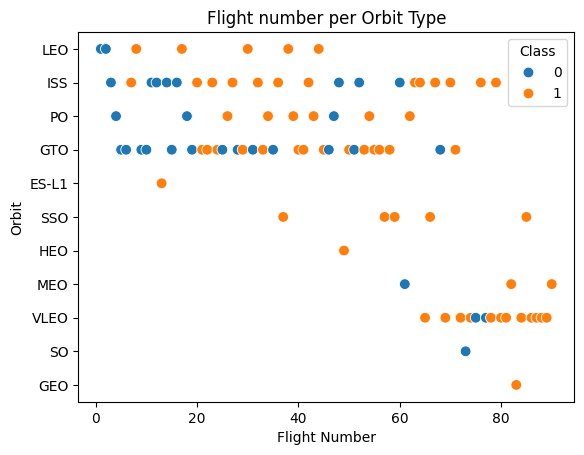 Flight number per Orbit Type
Class
0
1
LEO
ISS
PO
GTO
ES-L1
SSO
HEO
MEO
VLEO
SO
GEO
Orbit
0 20 40 60 80
Flight Number